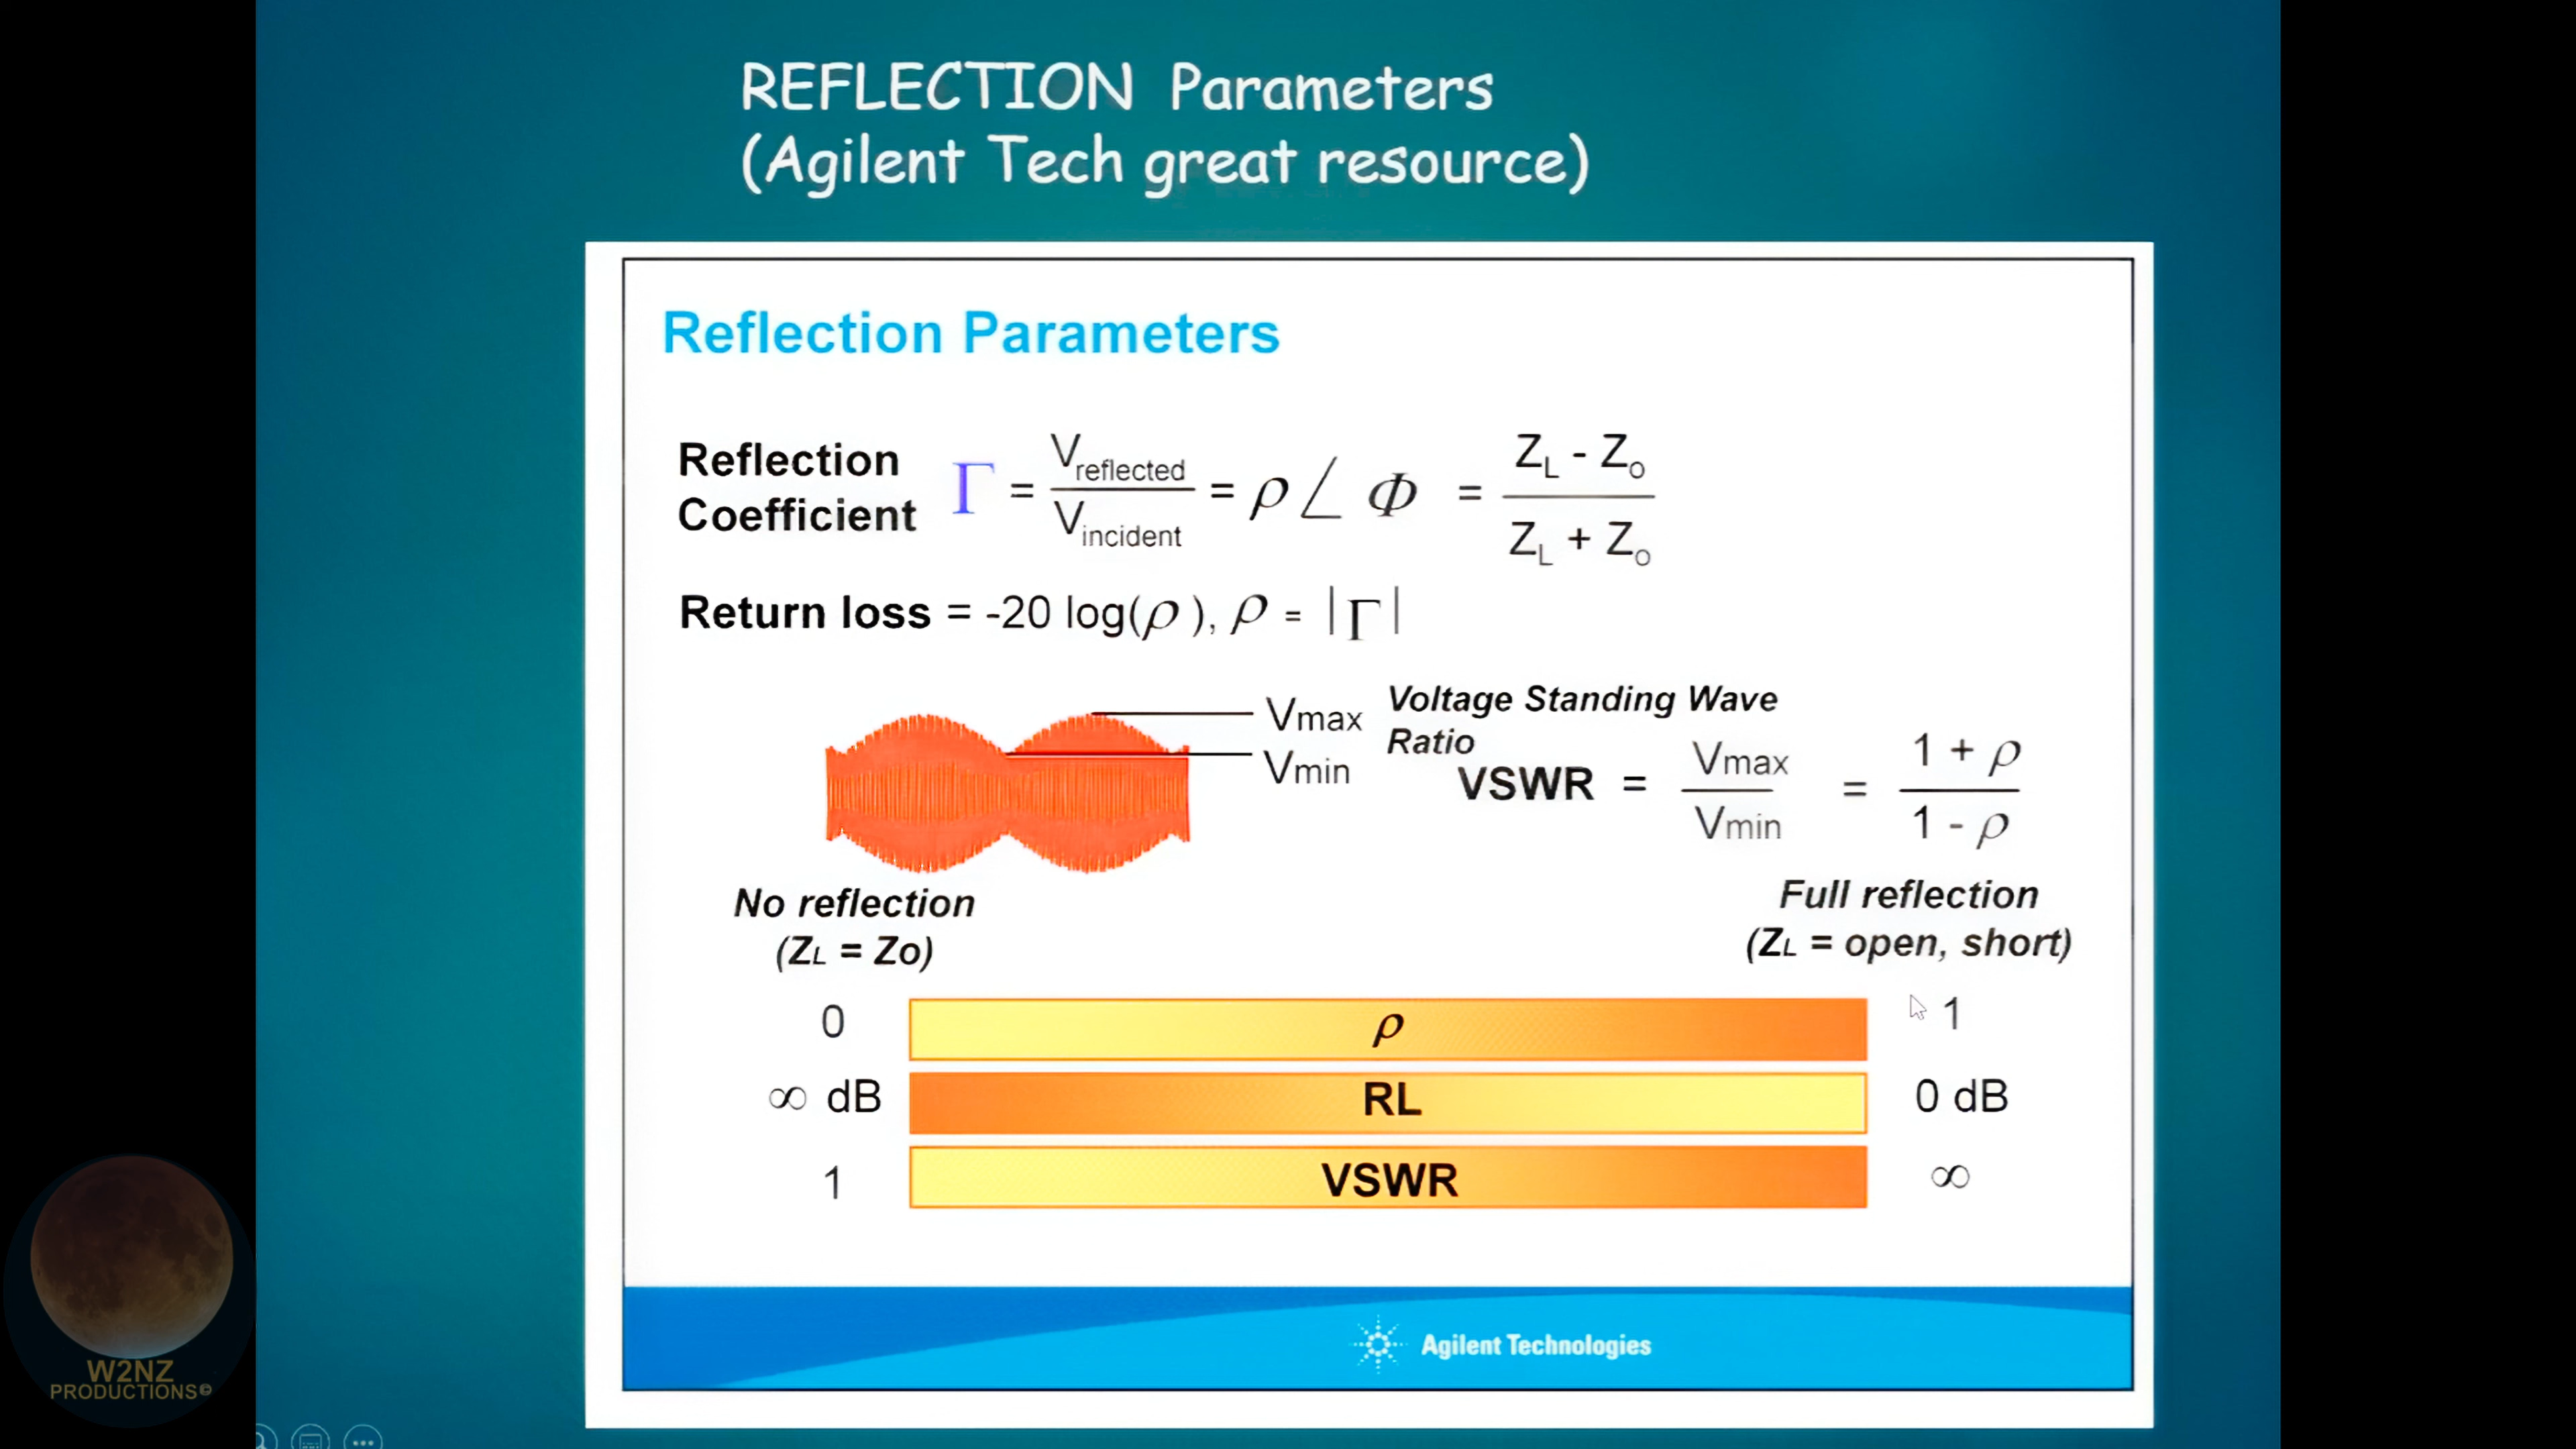 REFLECTION Parameters
(Agilent Tech great resource)
Reflection Parameters
Reflection
Coefficient
Γ = Vreflected / Vincident = ρ∠ Φ = ZL - Zo / ZL + Zo
Return loss = -20 log(ρ), ρ = |Γ|
Vmax
Vmin
Voltage Standing Wave
Ratio
VSWR = Vmax / Vmin = 1 + ρ / 1 - ρ
No reflection
(ZL = Zo)
Full reflection
(ZL = open, short)
0 ρ 1
∞ dB RL 0 dB
1 VSWR ∞
Agilent Technologies
W2NZ
PRODUCTIONS©